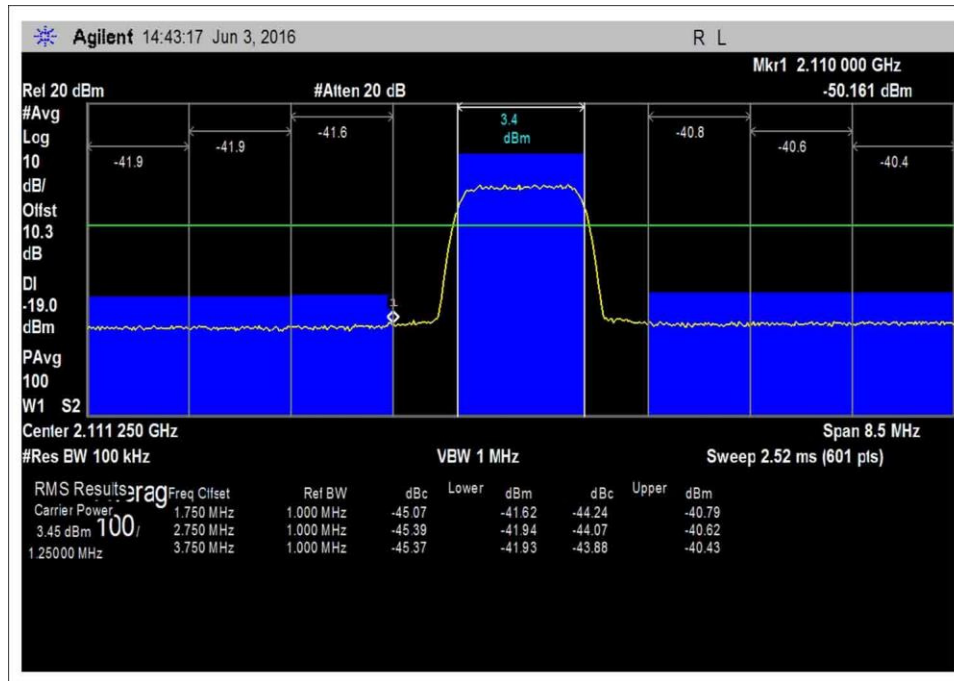 Agilent 14:43:17 Jun 3, 2016 R L
Mkr1 2.110 000 GHz
Ref 20 dBm #Atten 20 dB -50.161 dBm
#Avg
Log
10
dB/
Offst
10.3
dB
DI
-19.0
dBm
PAvg
100
W1 S2
-41.9 -41.9 -41.6 3.4 dBm -40.8 -40.6 -40.4
1
Center 2.111 250 GHz Span 8.5 MHz
#Res BW 100 kHz VBW 1 MHz Sweep 2.52 ms (601 pts)
RMS Results Freq Offset Ref BW dBc Lower dBm dBc Upper dBm
Carrier Power 1.750 MHz 1.000 MHz -45.07 -41.62 -44.24 -40.79
3.45 dBm 100/ 2.750 MHz 1.000 MHz -45.39 -41.94 -44.07 -40.62
1.25000 MHz 3.750 MHz 1.000 MHz -45.37 -41.93 -43.88 -40.43